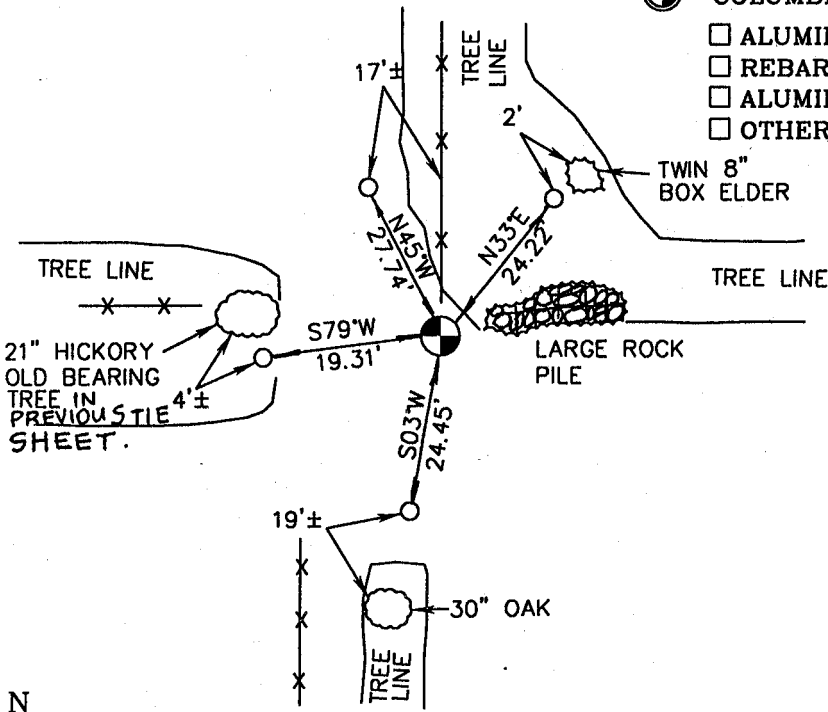 COLUMBI
ALUMI
REBAR
ALUMI
OTHER
17'±
TREE
LINE
2'
TWIN 8"
BOX ELDER
N45°W
27.74'
N33°E
24.22'
TREE LINE
TREE LINE
S79°W
19.31'
LARGE ROCK
PILE
21" HICKORY
OLD BEARING
TREE IN
PREVIOUS TIE
SHEET.
4'±
S03°W
24.45'
19'±
30" OAK
TREE
LINE
N